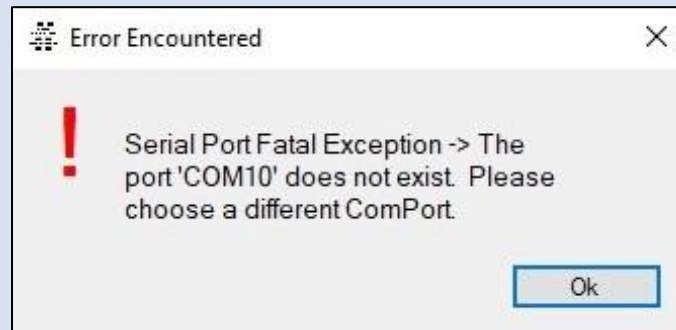 Error Encountered
Serial Port Fatal Exception -> The
port 'COM10' does not exist. Please
choose a different ComPort.
Ok